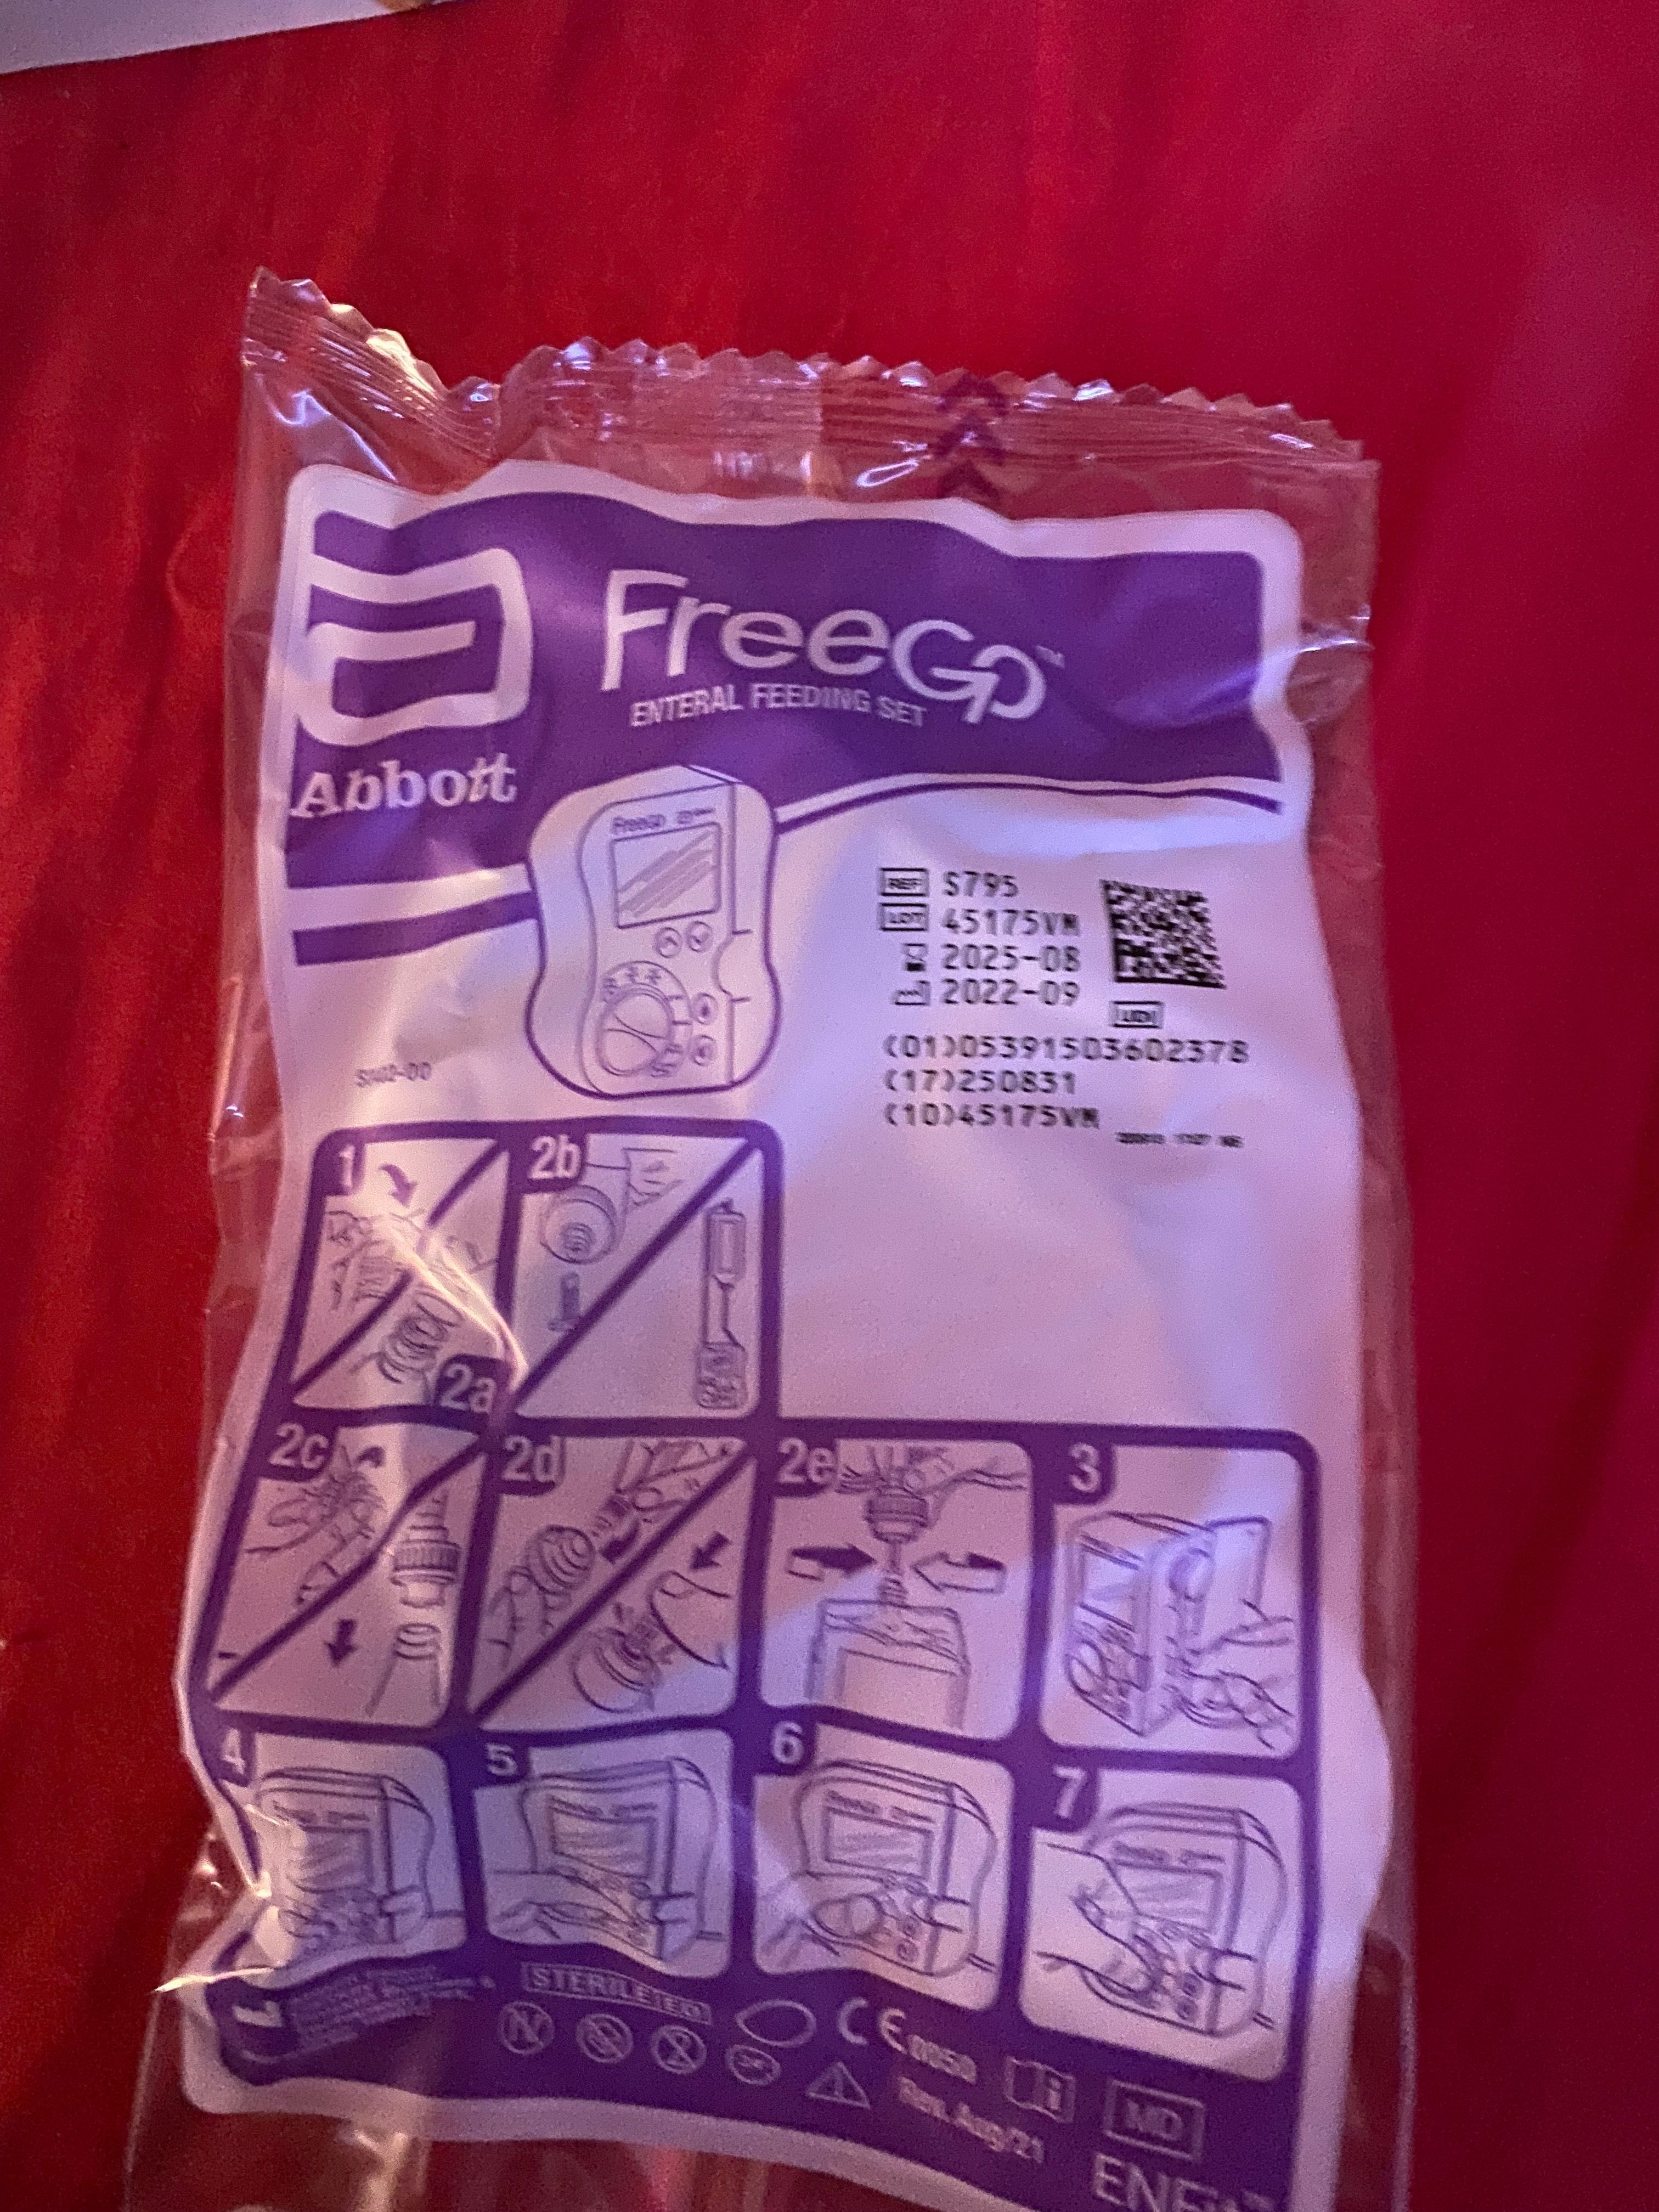 FreeGo™
ENTERAL FEEDING SET
Abbott
FreeGo
REF S795
LOT 45175VM
2025-08
2022-09
UDI
(01)05391503602378
(17)250831
(10)45175VM
1
2a
2b
2c
2d
2e
3
4
5
6
7
STERILE EO
CE 0050
Rev. Aug/21
MD